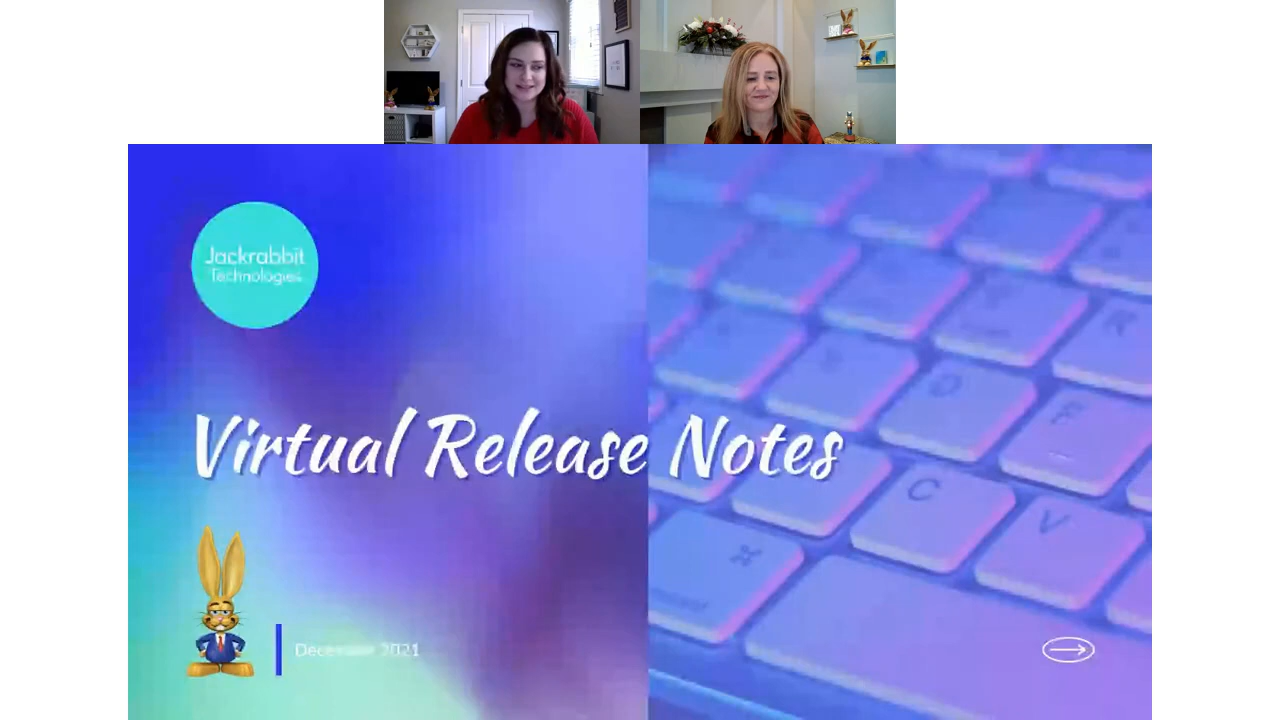 Jackrabbit
Technologies
Virtual Release Notes
December 2021
R
D
F
C
V
X